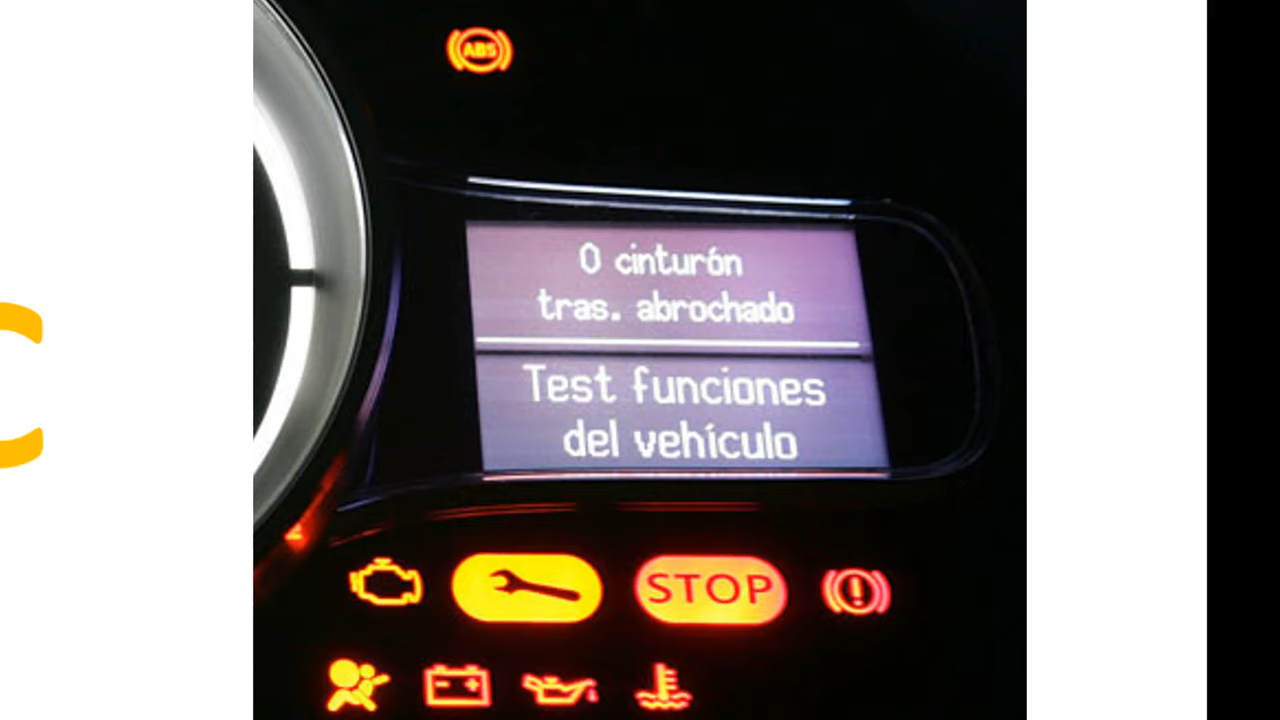 ABS
0 cinturón
tras. abrochado
Test funciones
del vehículo
STOP